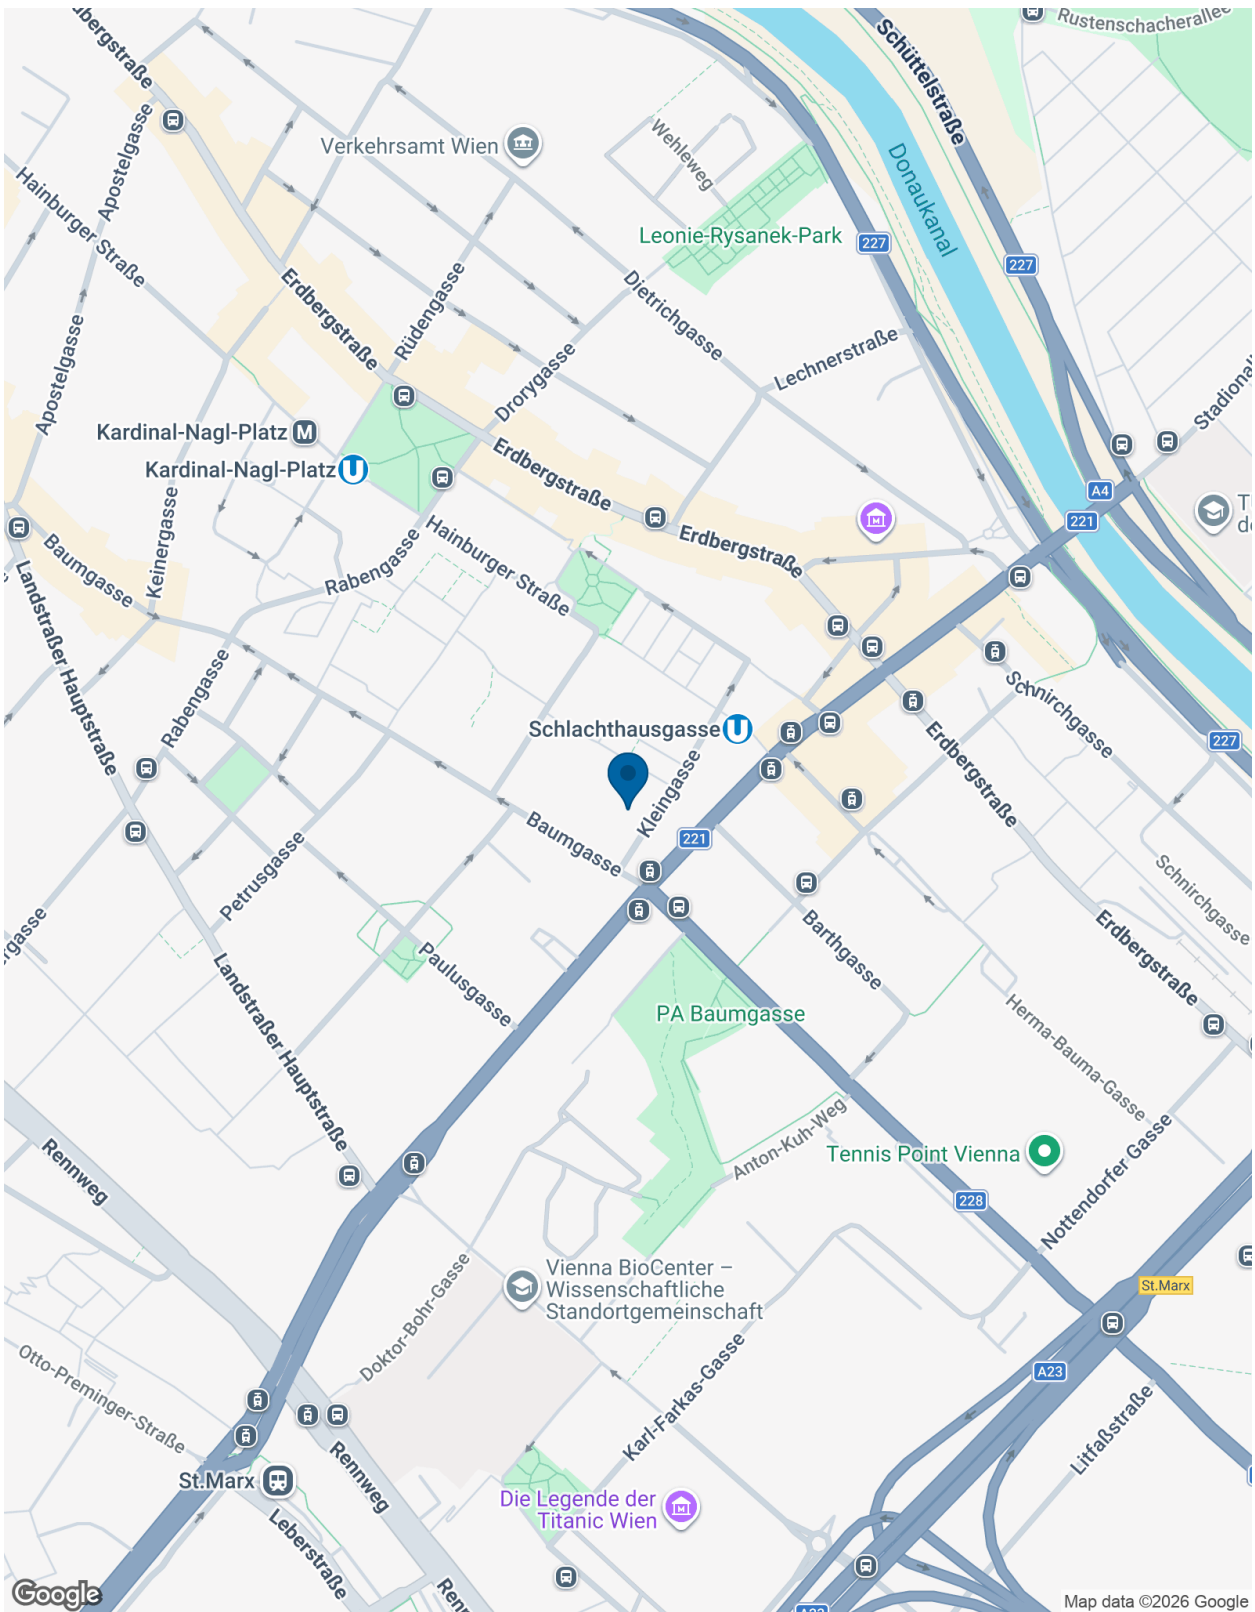 Rustenschacherallee
Erdbergstraße
Schüttelstraße
Apostelgasse
Verkehrsamt Wien
Wehleweg
Donaukanal
Hainburger Straße
Leonie-Rysanek-Park
227
227
Erdbergstraße
Rüdengasse
Dietrichgasse
Lechnerstraße
Apostelgasse
Drorygasse
Stadionall
Kardinal-Nagl-Platz
M
Kardinal-Nagl-Platz
U
Erdbergstraße
A4
221
Keinergasse
Baumgasse
Rabengasse
Hainburger Straße
Erdbergstraße
Landstraßer Hauptstraße
Rabengasse
Schlachthausgasse
U
Schnirchgasse
227
Erdbergstraße
Kleingasse
221
Baumgasse
Petrusgasse
Schnirchgasse
Barthgasse
Erdbergstraße
rgasse
Paulusgasse
Landstraßer Hauptstraße
PA Baumgasse
Herma-Bauma-Gasse
Anton-Kuh-Weg
Tennis Point Vienna
Rennweg
228
Nottendorfer Gasse
Vienna BioCenter –
Wissenschaftliche
Standortgemeinschaft
St.Marx
Doktor-Bohr-Gasse
Otto-Preminger-Straße
A23
Karl-Farkas-Gasse
Litfaßstraße
Rennweg
St.Marx
Die Legende der
Titanic Wien
Leberstraße
Google
Map data ©2026 Google